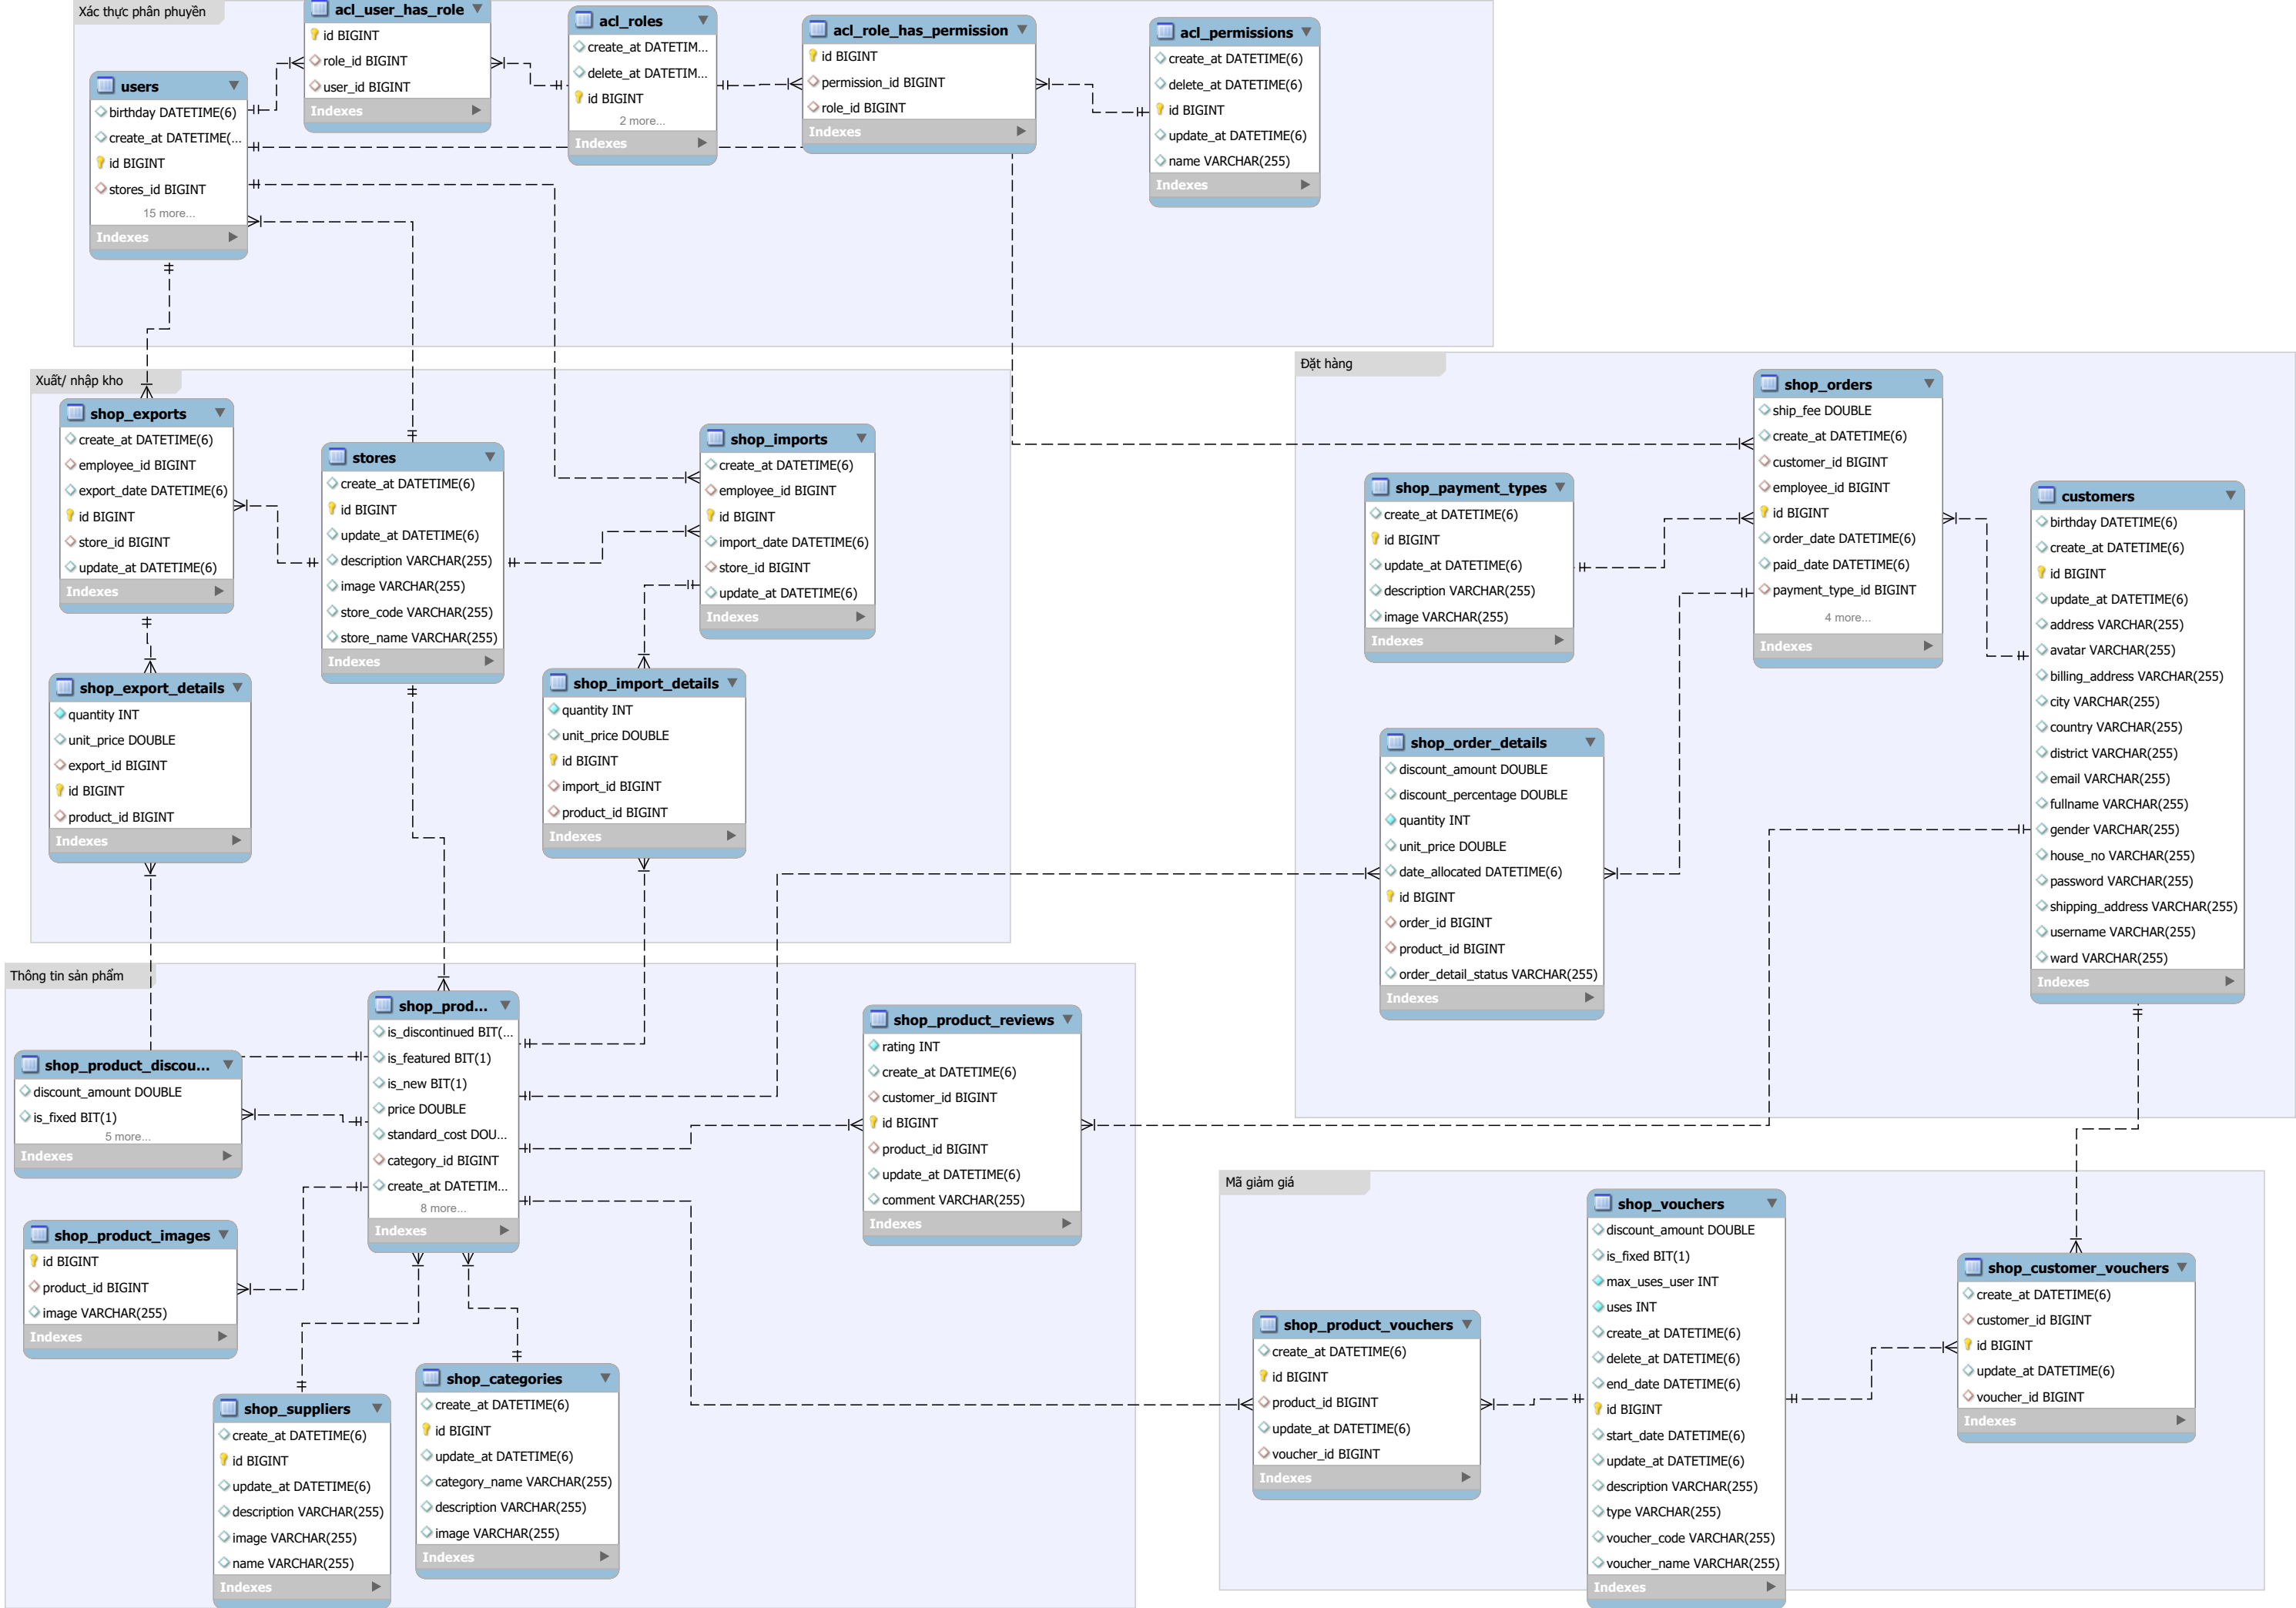 Xác thực phân phuyền
acl_user_has_role
id BIGINT
role_id BIGINT
user_id BIGINT
Indexes
acl_roles
create_at DATETIM...
delete_at DATETIM...
id BIGINT
2 more...
Indexes
acl_role_has_permission
id BIGINT
permission_id BIGINT
role_id BIGINT
Indexes
acl_permissions
create_at DATETIME(6)
delete_at DATETIME(6)
id BIGINT
update_at DATETIME(6)
name VARCHAR(255)
Indexes
users
birthday DATETIME(6)
create_at DATETIME(...
id BIGINT
stores_id BIGINT
15 more...
Indexes
Xuất/ nhập kho
shop_exports
create_at DATETIME(6)
employee_id BIGINT
export_date DATETIME(6)
id BIGINT
store_id BIGINT
update_at DATETIME(6)
Indexes
stores
create_at DATETIME(6)
id BIGINT
update_at DATETIME(6)
description VARCHAR(255)
image VARCHAR(255)
store_code VARCHAR(255)
store_name VARCHAR(255)
Indexes
shop_imports
create_at DATETIME(6)
employee_id BIGINT
id BIGINT
import_date DATETIME(6)
store_id BIGINT
update_at DATETIME(6)
Indexes
shop_export_details
quantity INT
unit_price DOUBLE
export_id BIGINT
id BIGINT
product_id BIGINT
Indexes
shop_import_details
quantity INT
unit_price DOUBLE
id BIGINT
import_id BIGINT
product_id BIGINT
Indexes
Đặt hàng
shop_orders
ship_fee DOUBLE
create_at DATETIME(6)
customer_id BIGINT
employee_id BIGINT
id BIGINT
order_date DATETIME(6)
paid_date DATETIME(6)
payment_type_id BIGINT
4 more...
Indexes
shop_payment_types
create_at DATETIME(6)
id BIGINT
update_at DATETIME(6)
description VARCHAR(255)
image VARCHAR(255)
Indexes
customers
birthday DATETIME(6)
create_at DATETIME(6)
id BIGINT
update_at DATETIME(6)
address VARCHAR(255)
avatar VARCHAR(255)
billing_address VARCHAR(255)
city VARCHAR(255)
country VARCHAR(255)
district VARCHAR(255)
email VARCHAR(255)
fullname VARCHAR(255)
gender VARCHAR(255)
house_no VARCHAR(255)
password VARCHAR(255)
shipping_address VARCHAR(255)
username VARCHAR(255)
ward VARCHAR(255)
Indexes
shop_order_details
discount_amount DOUBLE
discount_percentage DOUBLE
quantity INT
unit_price DOUBLE
date_allocated DATETIME(6)
id BIGINT
order_id BIGINT
product_id BIGINT
order_detail_status VARCHAR(255)
Indexes
Thông tin sản phẩm
shop_prod...
is_discontinued BIT(...
is_featured BIT(1)
is_new BIT(1)
price DOUBLE
standard_cost DOU...
category_id BIGINT
create_at DATETIM...
8 more...
Indexes
shop_product_reviews
rating INT
create_at DATETIME(6)
customer_id BIGINT
id BIGINT
product_id BIGINT
update_at DATETIME(6)
comment VARCHAR(255)
Indexes
shop_product_discou...
discount_amount DOUBLE
is_fixed BIT(1)
5 more...
Indexes
shop_product_images
id BIGINT
product_id BIGINT
image VARCHAR(255)
Indexes
shop_suppliers
create_at DATETIME(6)
id BIGINT
update_at DATETIME(6)
description VARCHAR(255)
image VARCHAR(255)
name VARCHAR(255)
Indexes
shop_categories
create_at DATETIME(6)
id BIGINT
update_at DATETIME(6)
category_name VARCHAR(255)
description VARCHAR(255)
image VARCHAR(255)
Indexes
Mã giảm giá
shop_vouchers
discount_amount DOUBLE
is_fixed BIT(1)
max_uses_user INT
uses INT
create_at DATETIME(6)
delete_at DATETIME(6)
end_date DATETIME(6)
id BIGINT
start_date DATETIME(6)
update_at DATETIME(6)
description VARCHAR(255)
type VARCHAR(255)
voucher_code VARCHAR(255)
voucher_name VARCHAR(255)
Indexes
shop_product_vouchers
create_at DATETIME(6)
id BIGINT
product_id BIGINT
update_at DATETIME(6)
voucher_id BIGINT
Indexes
shop_customer_vouchers
create_at DATETIME(6)
customer_id BIGINT
id BIGINT
update_at DATETIME(6)
voucher_id BIGINT
Indexes